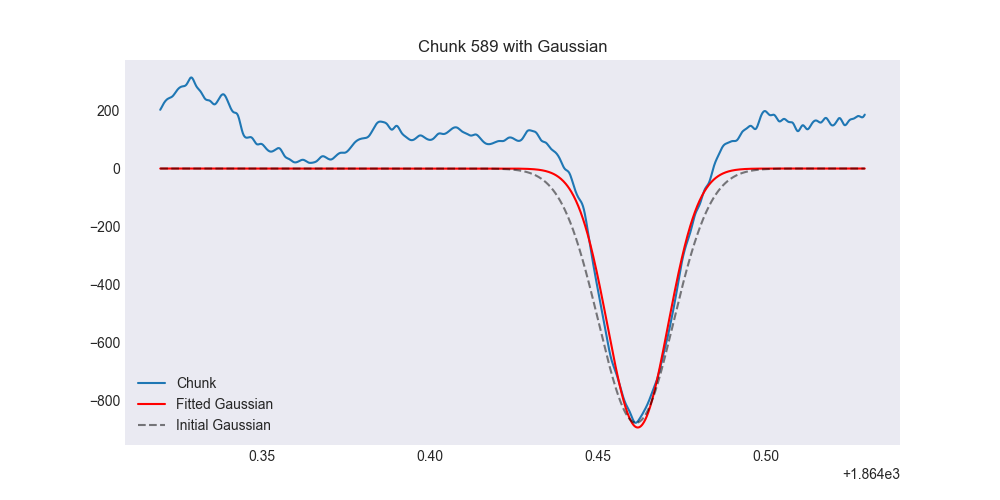 Chunk 589 with Gaussian
200
0
−200
−400
−600
−800
Chunk
Fitted Gaussian
Initial Gaussian
0.35 0.40 0.45 0.50
+1.864e3